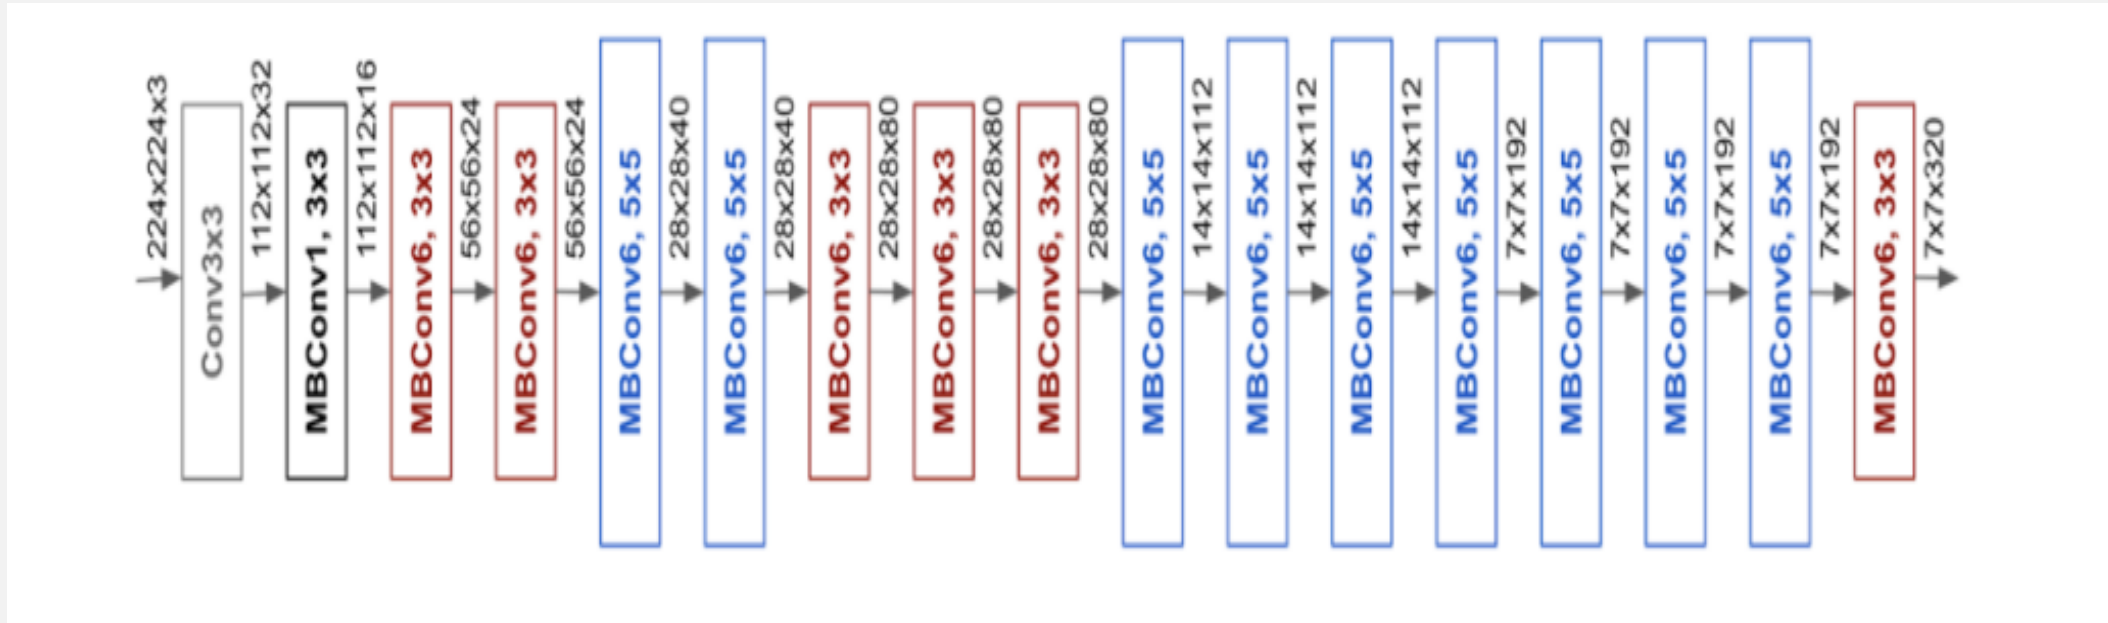 224x224x3
Conv3x3
112x112x32
MBConv1, 3x3
112x112x16
MBConv6, 3x3
56x56x24
MBConv6, 3x3
56x56x24
MBConv6, 5x5
28x28x40
MBConv6, 5x5
28x28x40
MBConv6, 3x3
28x28x80
MBConv6, 3x3
28x28x80
MBConv6, 3x3
28x28x80
MBConv6, 5x5
14x14x112
MBConv6, 5x5
14x14x112
MBConv6, 5x5
14x14x112
MBConv6, 5x5
7x7x192
MBConv6, 5x5
7x7x192
MBConv6, 5x5
7x7x192
MBConv6, 5x5
7x7x192
MBConv6, 3x3
7x7x320